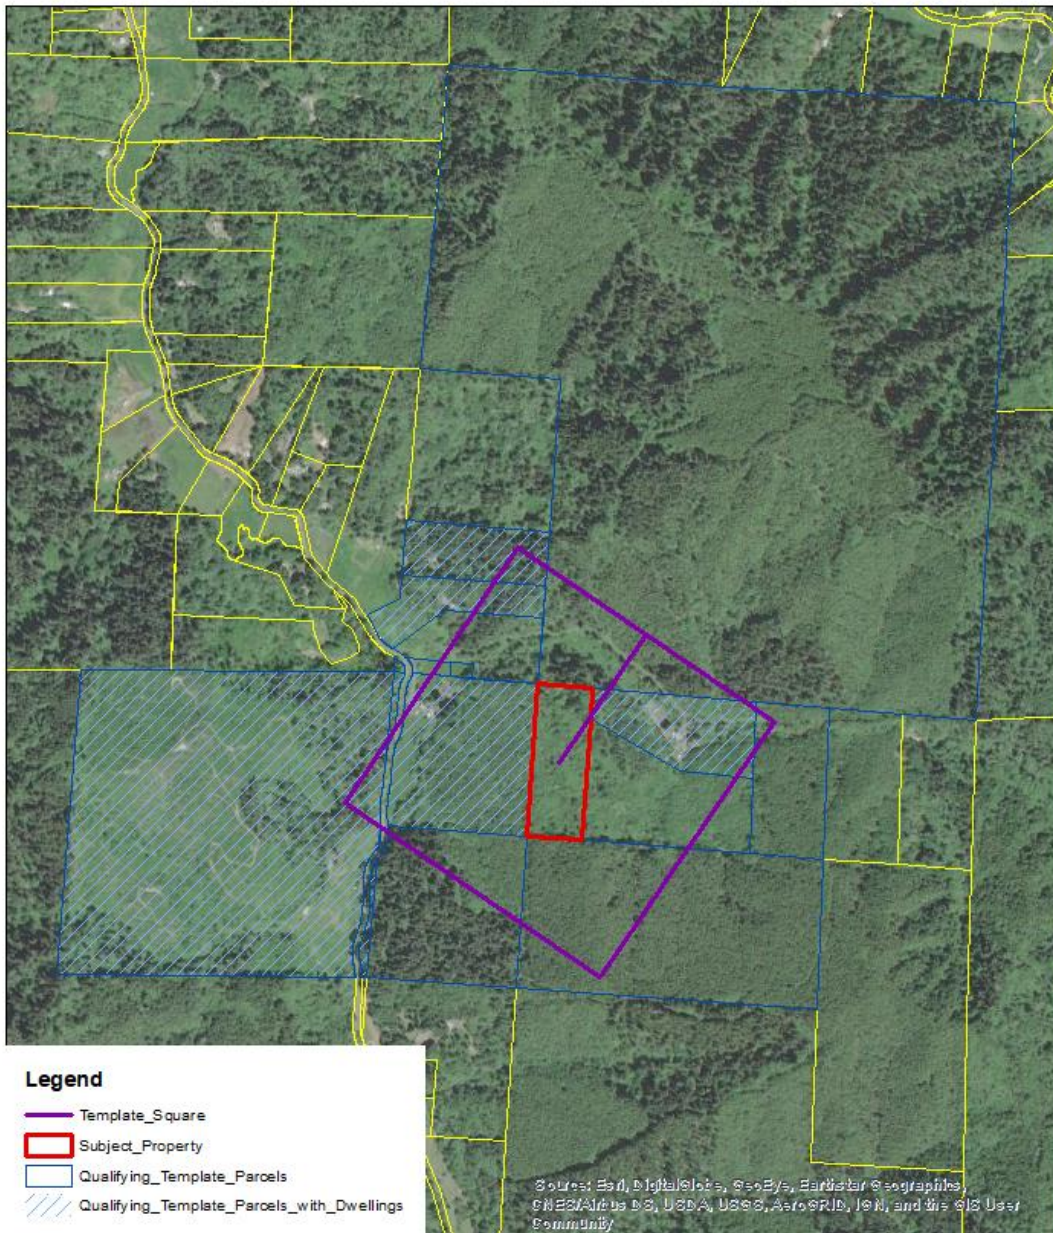 Legend
Template_Square
Subject_Property
Qualifying_Template_Parcels
Qualifying_Template_Parcels_with_Dwellings
Source: Esri, DigitalGlobe, GeoEye, Earthstar Geographics,
CNES/Airbus DS, USDA, USGS, AeroGRID, IGN, and the GIS User
Community